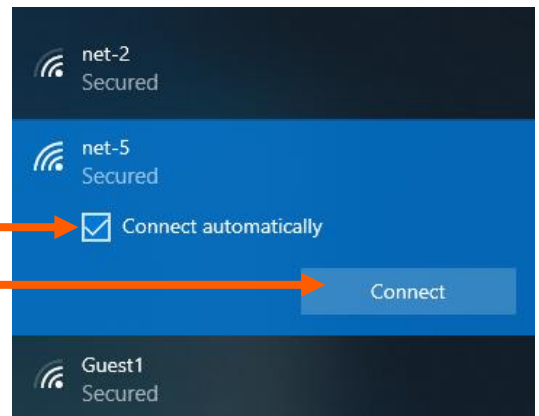 net-2
Secured
net-5
Secured
Connect automatically
Connect
Guest1
Secured